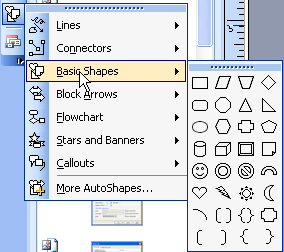 Lines
Connectors
Basic Shapes
Block Arrows
Flowchart
Stars and Banners
Callouts
More AutoShapes...